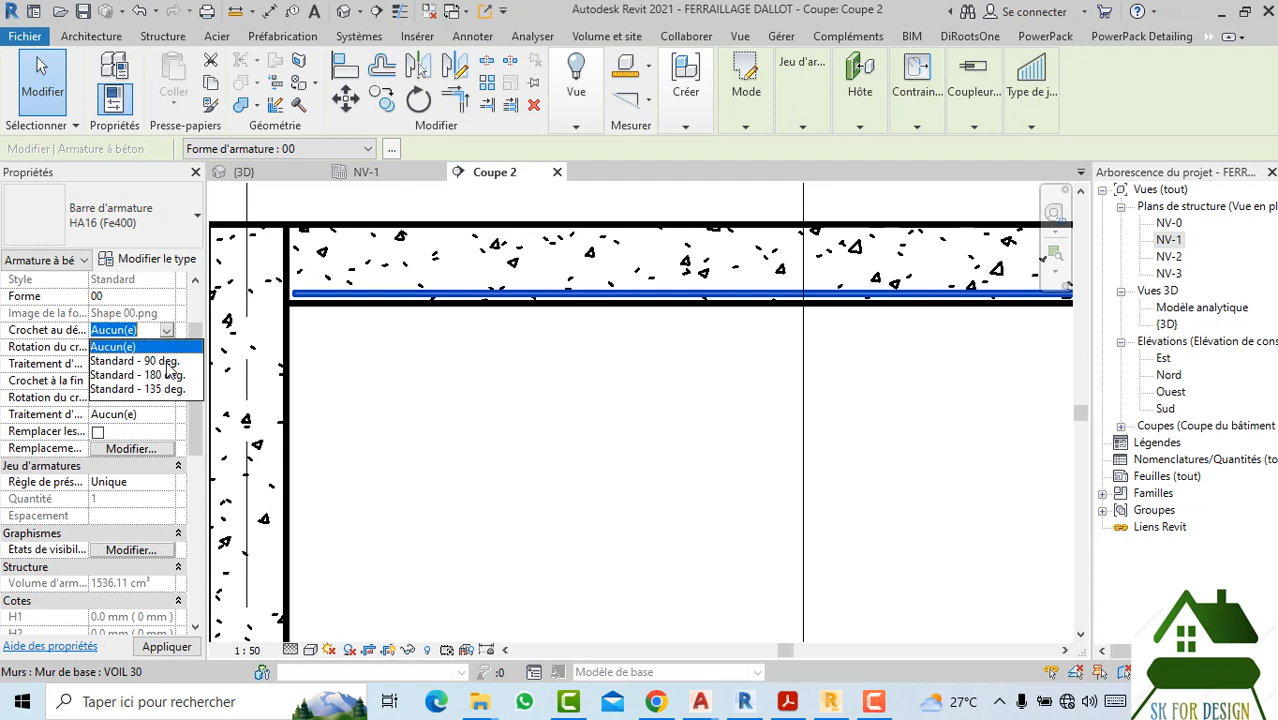 Autodesk Revit 2021 - FERRAILLAGE DALLOT - Coupe: Coupe 2
Se connecter
Fichier Architecture Structure Acier Préfabrication Systèmes Insérer Annoter Analyser Volume et site Collaborer Vue Gérer Compléments BIM DiRootsOne PowerPack PowerPack Detailing
Modifier Propriétés Coller Vue Créer Mode Jeu d'ar... Hôte Contrain... Coupleur... Type de j...
Sélectionner Presse-papiers Géométrie Modifier Mesurer
Modifier | Armature à béton Forme d'armature : 00 ...
Propriétés
{3D} NV-1 Coupe 2
Arborescence du projet - FERR...
Barre d'armature
HA16 (Fe400)
Armature à bé Modifier le type
Style Standard
Forme 00
Image de la fo... Shape 00.png
Crochet au dé... Aucun(e)
Rotation du cr... Aucun(e)
Traitement d'... Standard - 90 deg.
Crochet à la fin Standard - 180 deg.
Rotation du cr... Standard - 135 deg.
Traitement d'... Aucun(e)
Remplacer les...
Remplaceme... Modifier...
Jeu d'armatures
Règle de prés... Unique
Quantité 1
Espacement
Graphismes
Etats de visibil... Modifier...
Structure
Volume d'arm... 1536.11 cm³
Cotes
H1 0.0 mm ( 0 mm )
H2 0.0 mm ( 0 mm )
Aide des propriétés Appliquer
Vues (tout)
Plans de structure (Vue en pl
NV-0
NV-1
NV-2
NV-3
Vues 3D
Modèle analytique
{3D}
Elévations (Elévation de cons
Est
Nord
Ouest
Sud
Coupes (Coupe du bâtiment
Légendes
Nomenclatures/Quantités (to
Feuilles (tout)
Familles
Groupes
Liens Revit
1 : 50
Murs : Mur de base : VOIL 30
:0
Modèle de base
Taper ici pour rechercher
27°C
SK FOR DESIGN